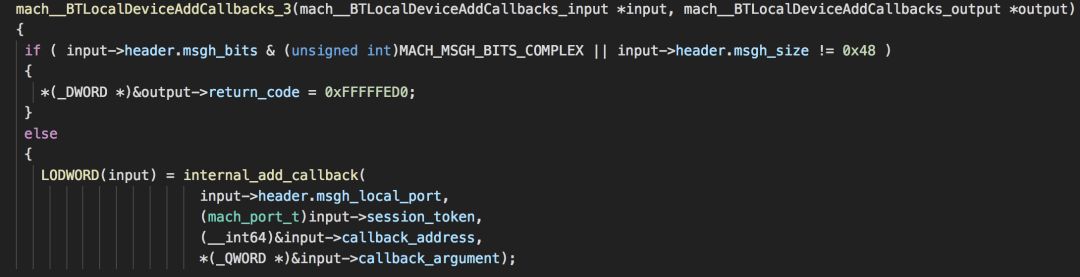 mach__BTLocalDeviceAddCallbacks_3(mach__BTLocalDeviceAddCallbacks_input *input, mach__BTLocalDeviceAddCallbacks_output *output)
{
if ( input->header.msgh_bits & (unsigned int)MACH_MSGH_BITS_COMPLEX || input->header.msgh_size != 0x48 )
{
*(_DWORD *)&output->return_code = 0xFFFFFED0;
}
else
{
LODWORD(input) = internal_add_callback(
input->header.msgh_local_port,
(mach_port_t)input->session_token,
(__int64)&input->callback_address,
*(_QWORD *)&input->callback_argument);